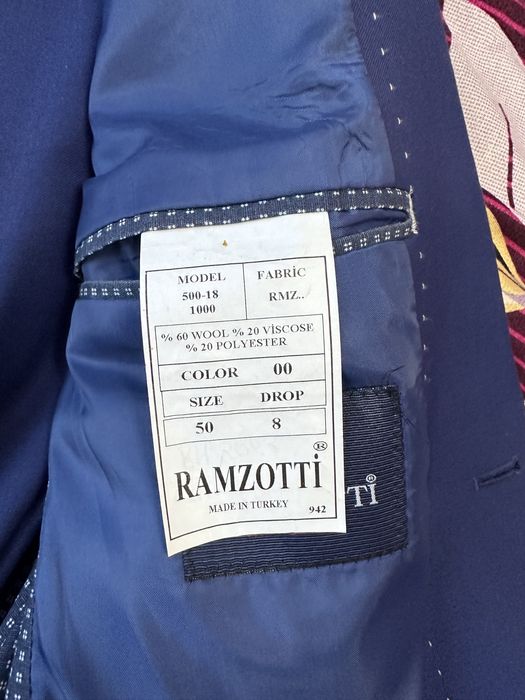 MODEL
500-18
1000
FABRİC
RMZ..
% 60 WOOL % 20 VİSCOSE
% 20 POLYESTER
COLOR 00
SIZE DROP
50 8
RAMZOTTİ®
MADE IN TURKEY 942
Tİ®